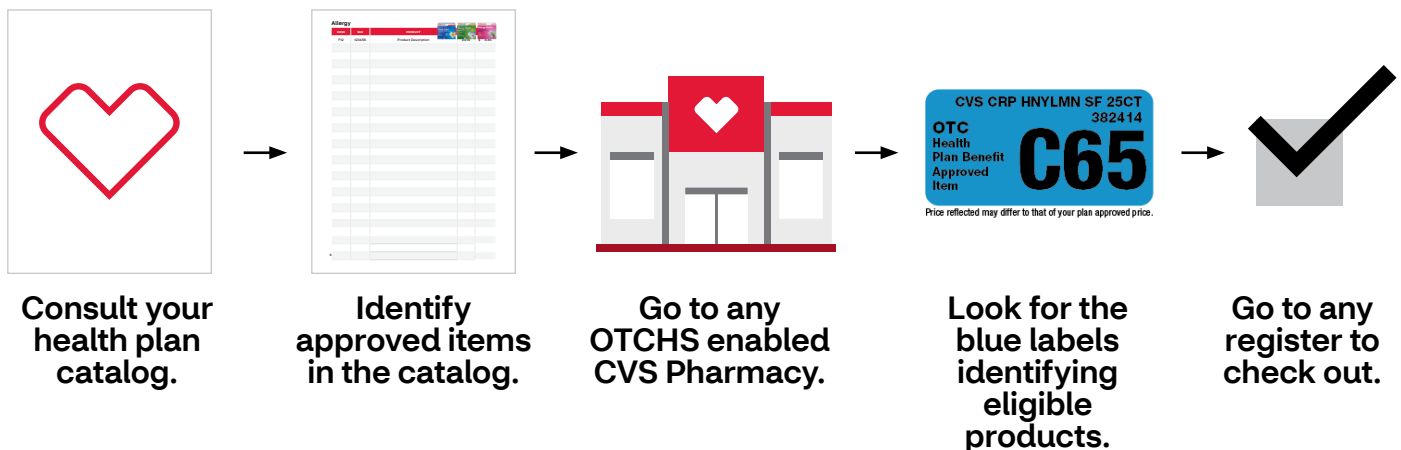 Allergy
PRODUCT
Product Description
CVS CRP HNYLMN SF 25CT
382414
OTC
Health
Plan Benefit
Approved
Item
C65
Price reflected may differ to that of your plan approved price.
Consult your
health plan
catalog.
Identify
approved items
in the catalog.
Go to any
OTCHS enabled
CVS Pharmacy.
Look for the
blue labels
identifying
eligible
products.
Go to any
register to
check out.